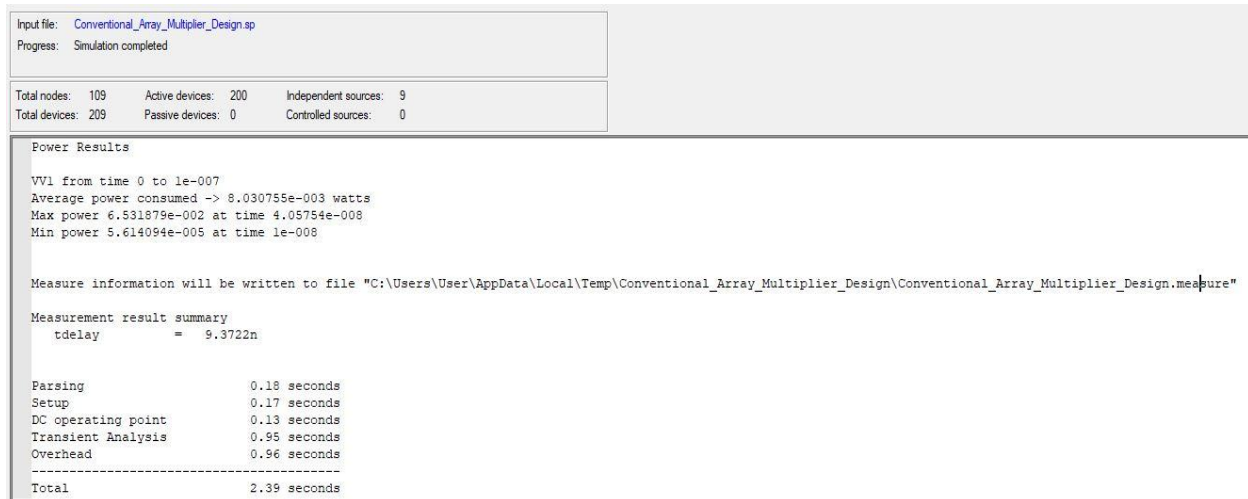 Input file: Conventional_Array_Multiplier_Design.sp
Progress: Simulation completed
Total nodes: 109 Active devices: 200 Independent sources: 9
Total devices: 209 Passive devices: 0 Controlled sources: 0
Power Results
VV1 from time 0 to 1e-007
Average power consumed -> 8.030755e-003 watts
Max power 6.531879e-002 at time 4.05754e-008
Min power 5.614094e-005 at time 1e-008
Measure information will be written to file "C:\Users\User\AppData\Local\Temp\Conventional_Array_Multiplier_Design\Conventional_Array_Multiplier_Design.measure"
Measurement result summary
tdelay = 9.3722n
Parsing 0.18 seconds
Setup 0.17 seconds
DC operating point 0.13 seconds
Transient Analysis 0.95 seconds
Overhead 0.96 seconds
-----------------------------------------
Total 2.39 seconds